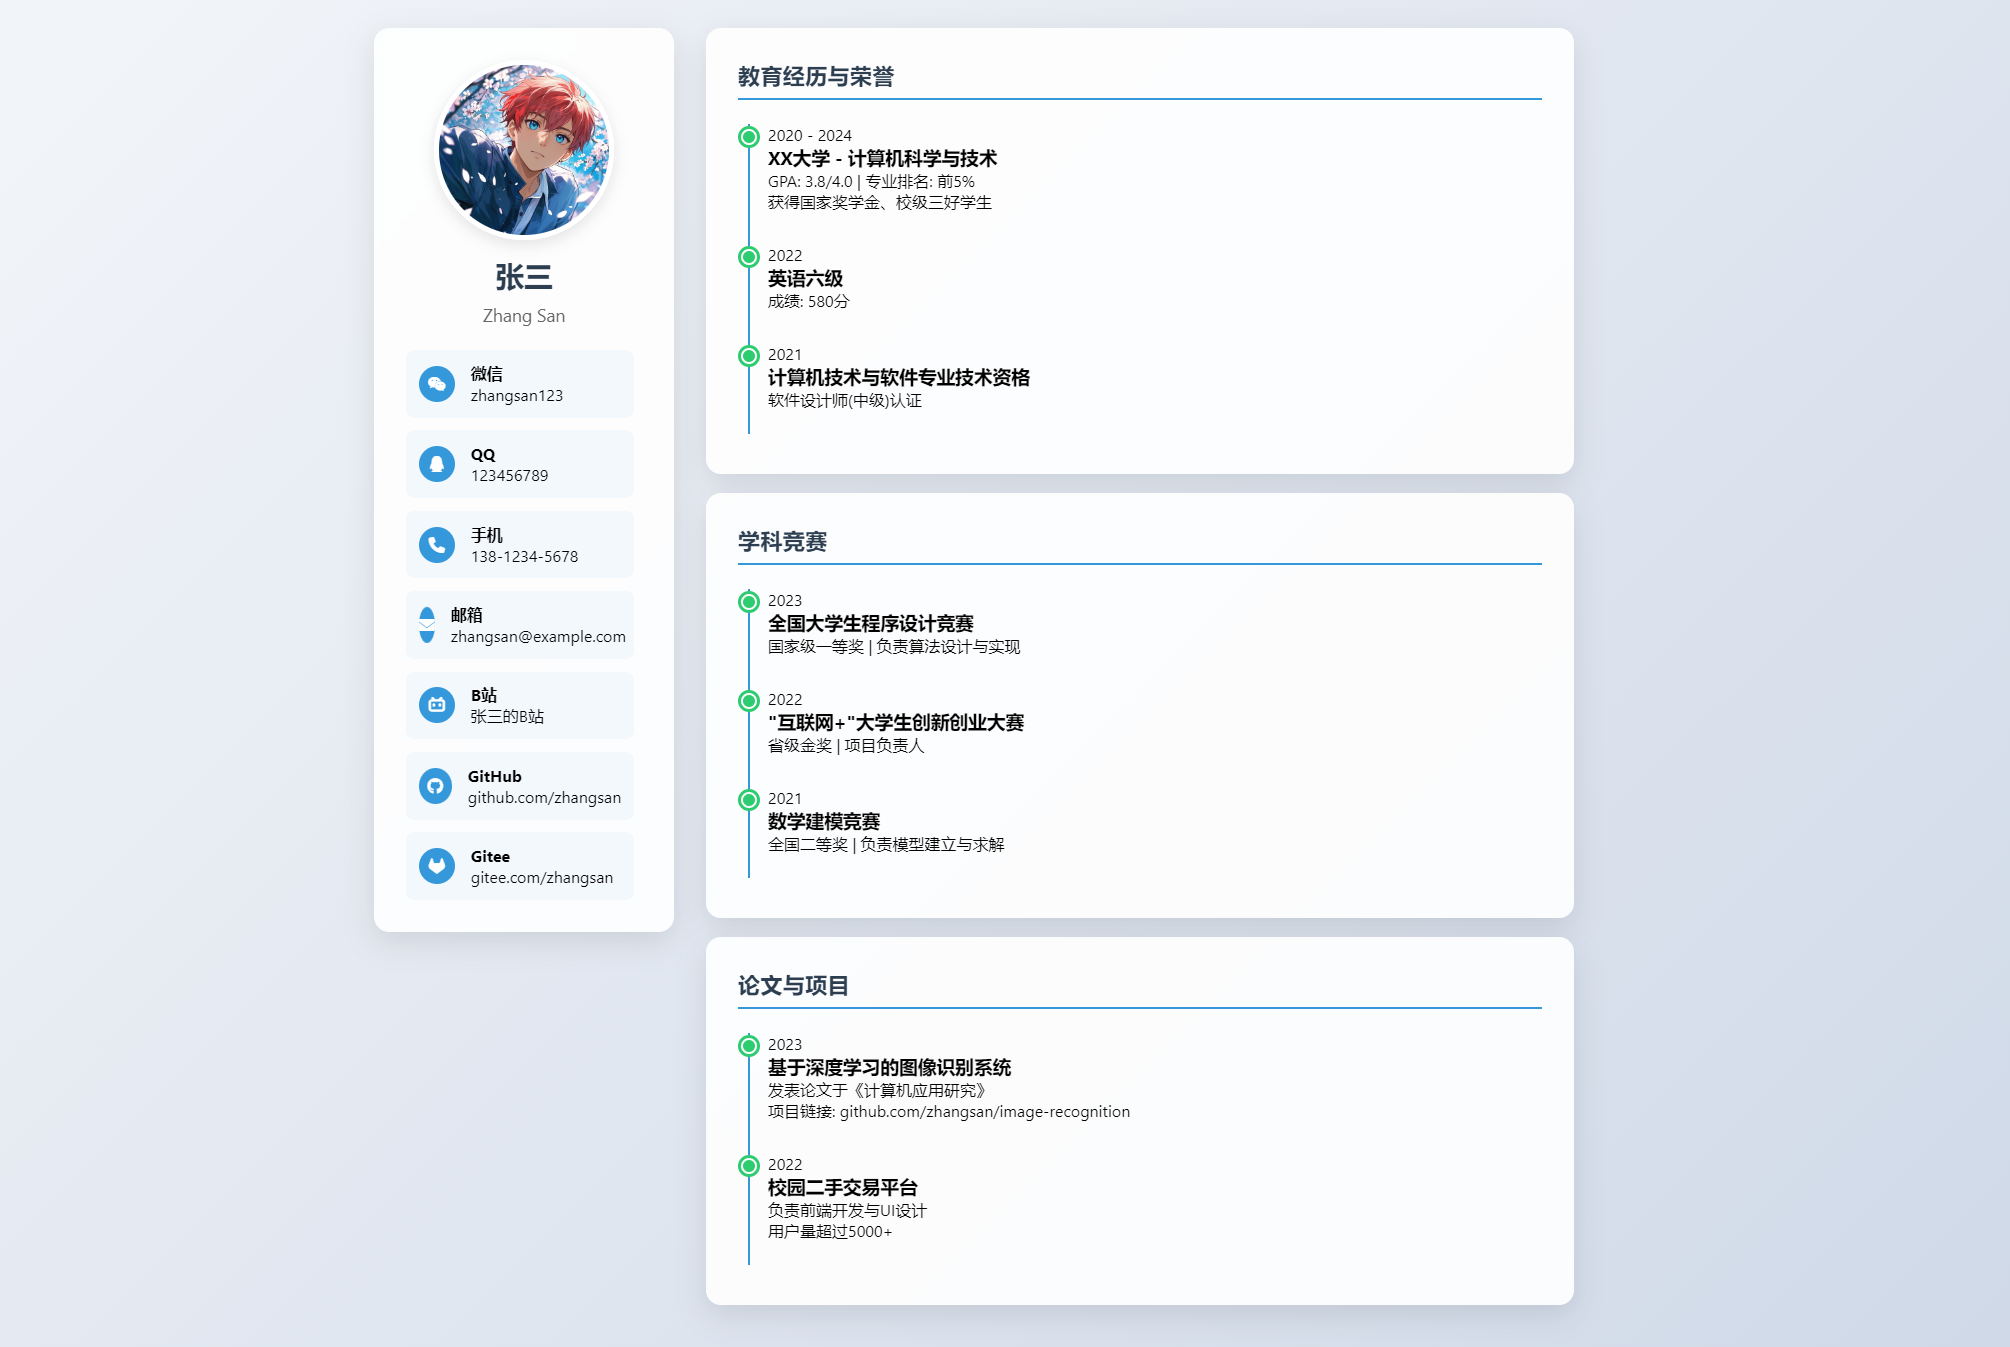 张三
Zhang San
微信
zhangsan123
QQ
123456789
手机
138-1234-5678
邮箱
zhangsan@example.com
B站
张三的B站
GitHub
github.com/zhangsan
Gitee
gitee.com/zhangsan
教育经历与荣誉
2020 - 2024
XX大学 - 计算机科学与技术
GPA: 3.8/4.0 | 专业排名: 前5%
获得国家奖学金、校级三好学生
2022
英语六级
成绩: 580分
2021
计算机技术与软件专业技术资格
软件设计师(中级)认证
学科竞赛
2023
全国大学生程序设计竞赛
国家级一等奖 | 负责算法设计与实现
2022
"互联网+"大学生创新创业大赛
省级金奖 | 项目负责人
2021
数学建模竞赛
全国二等奖 | 负责模型建立与求解
论文与项目
2023
基于深度学习的图像识别系统
发表论文于《计算机应用研究》
项目链接: github.com/zhangsan/image-recognition
2022
校园二手交易平台
负责前端开发与UI设计
用户量超过5000+